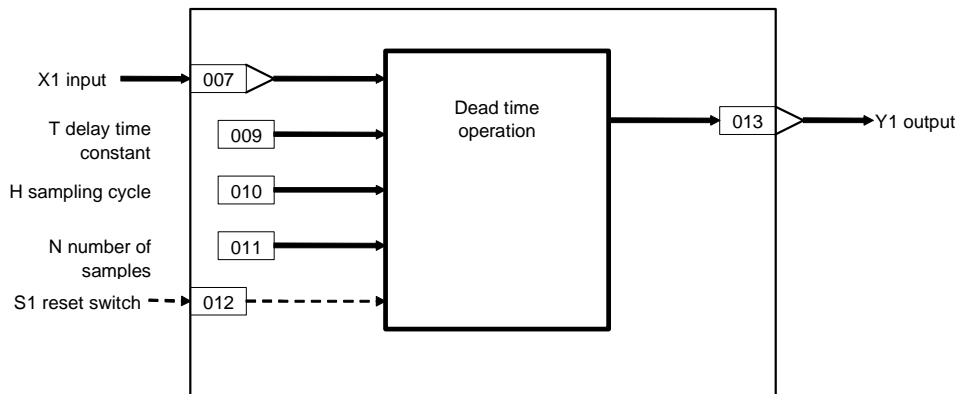 X1 input
007
T delay time
constant
009
H sampling cycle
010
N number of
samples
011
S1 reset switch
012
Dead time
operation
013
Y1 output